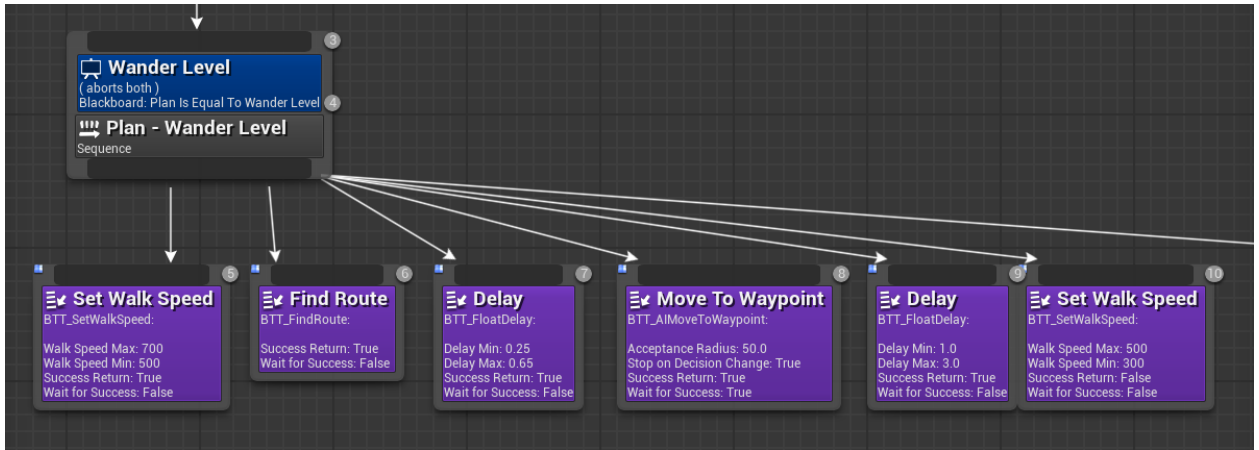 3
Wander Level
( aborts both )
Blackboard: Plan Is Equal To Wander Level
4
Plan - Wander Level
Sequence
5
Set Walk Speed
BTT_SetWalkSpeed:
Walk Speed Max: 700
Walk Speed Min: 500
Success Return: True
Wait for Success: False
6
Find Route
BTT_FindRoute:
Success Return: True
Wait for Success: False
7
Delay
BTT_FloatDelay:
Delay Min: 0.25
Delay Max: 0.65
Success Return: True
Wait for Success: False
8
Move To Waypoint
BTT_AIMoveToWaypoint:
Acceptance Radius: 50.0
Stop on Decision Change: True
Success Return: True
Wait for Success: True
9
Delay
BTT_FloatDelay:
Delay Min: 1.0
Delay Max: 3.0
Success Return: True
Wait for Success: False
10
Set Walk Speed
BTT_SetWalkSpeed:
Walk Speed Max: 500
Walk Speed Min: 300
Success Return: False
Wait for Success: False